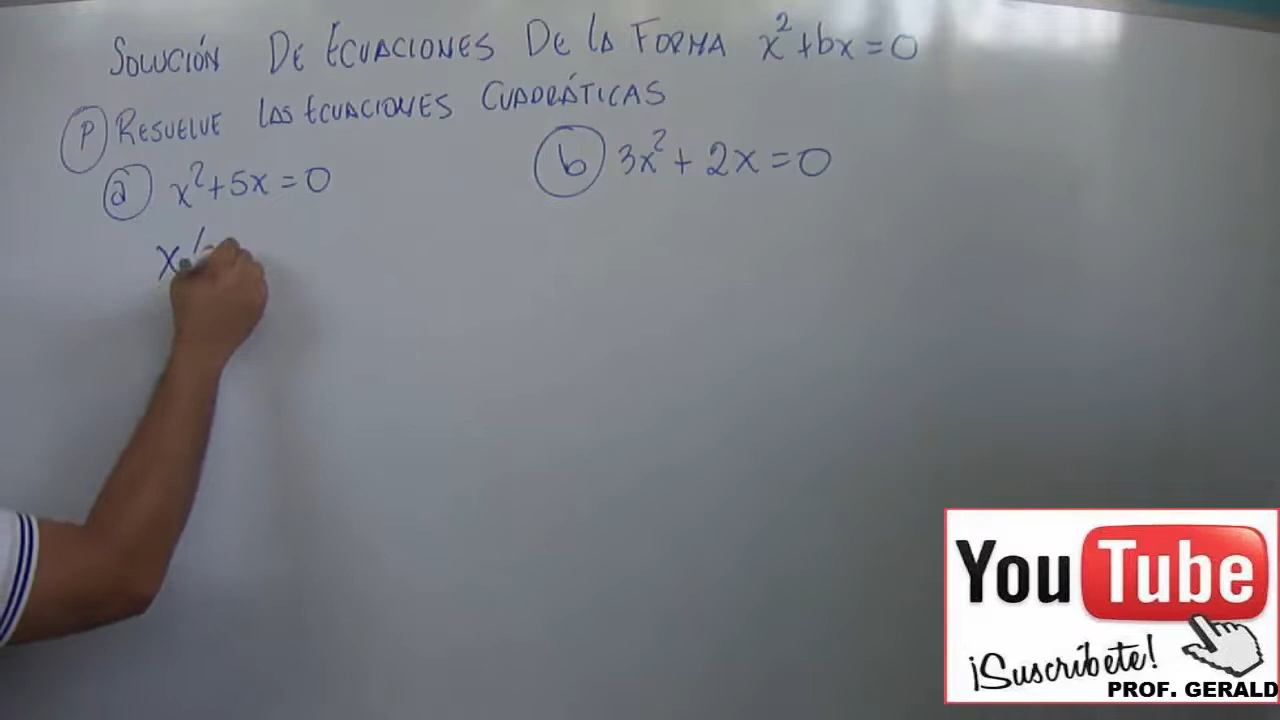 SOLUCIÓN DE ECUACIONES DE LA FORMA x²+bx=0
P RESUELVE LAS ECUACIONES CUADRÁTICAS
a x²+5x=0
b 3x²+2x=0
x(
YouTube
¡Suscríbete!
PROF. GERALD